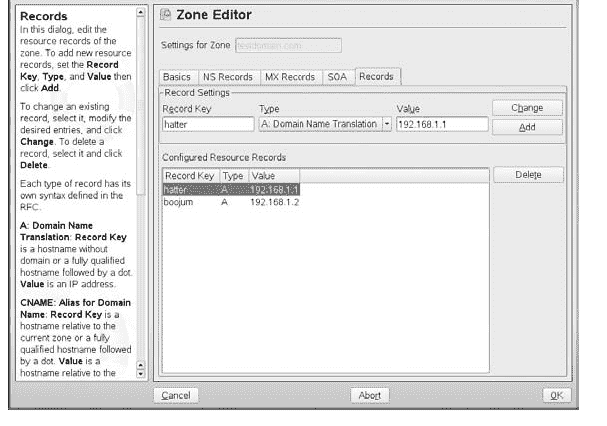 Records
In this dialog, edit the
resource records of the
zone. To add new resource
records, set the Record
Key, Type, and Value then
click Add.
To change an existing
record, select it, modify the
desired entries, and click
Change. To delete a
record, select it and click
Delete.
Each type of record has its
own syntax defined in the
RFC.
A: Domain Name
Translation: Record Key
is a hostname without
domain or a fully qualified
hostname followed by a dot.
Value is an IP address.
CNAME: Alias for Domain
Name: Record Key is a
hostname relative to the
current zone or a fully
qualified hostname followed
by a dot. Value is a
hostname relative to the
Zone Editor
Settings for Zone testdomain.com
Basics NS Records MX Records SOA Records
Record Settings
Record Key Type Value
hatter A: Domain Name Translation 192.168.1.1
Change
Add
Configured Resource Records
Record Key Type Value
hatter A 192.168.1.1
boojum A 192.168.1.2
Delete
Cancel Abort OK